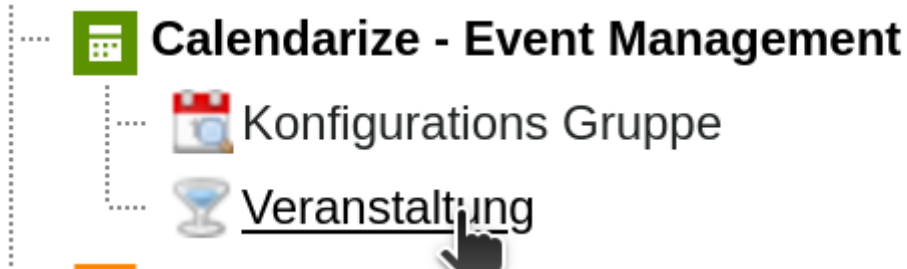 Calendarize - Event Management
Konfigurations Gruppe
Veranstaltung